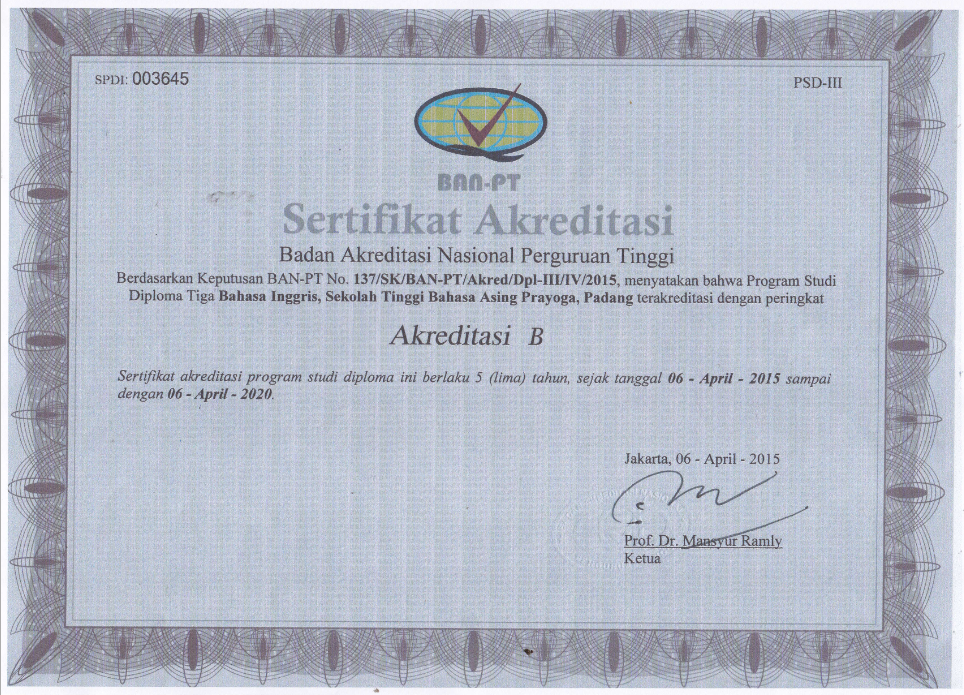 SPDI: 003645
PSD-III
BAN-PT
Sertifikat Akreditasi
Badan Akreditasi Nasional Perguruan Tinggi
Berdasarkan Keputusan BAN-PT No. 137/SK/BAN-PT/Akred/Dpl-III/IV/2015, menyatakan bahwa Program Studi
Diploma Tiga Bahasa Inggris, Sekolah Tinggi Bahasa Asing Prayoga, Padang terakreditasi dengan peringkat
Akreditasi B
Sertifikat akreditasi program studi diploma ini berlaku 5 (lima) tahun, sejak tanggal 06 - April - 2015 sampai
dengan 06 - April - 2020.
Jakarta, 06 - April - 2015
Prof. Dr. Mansyur Ramly
Ketua